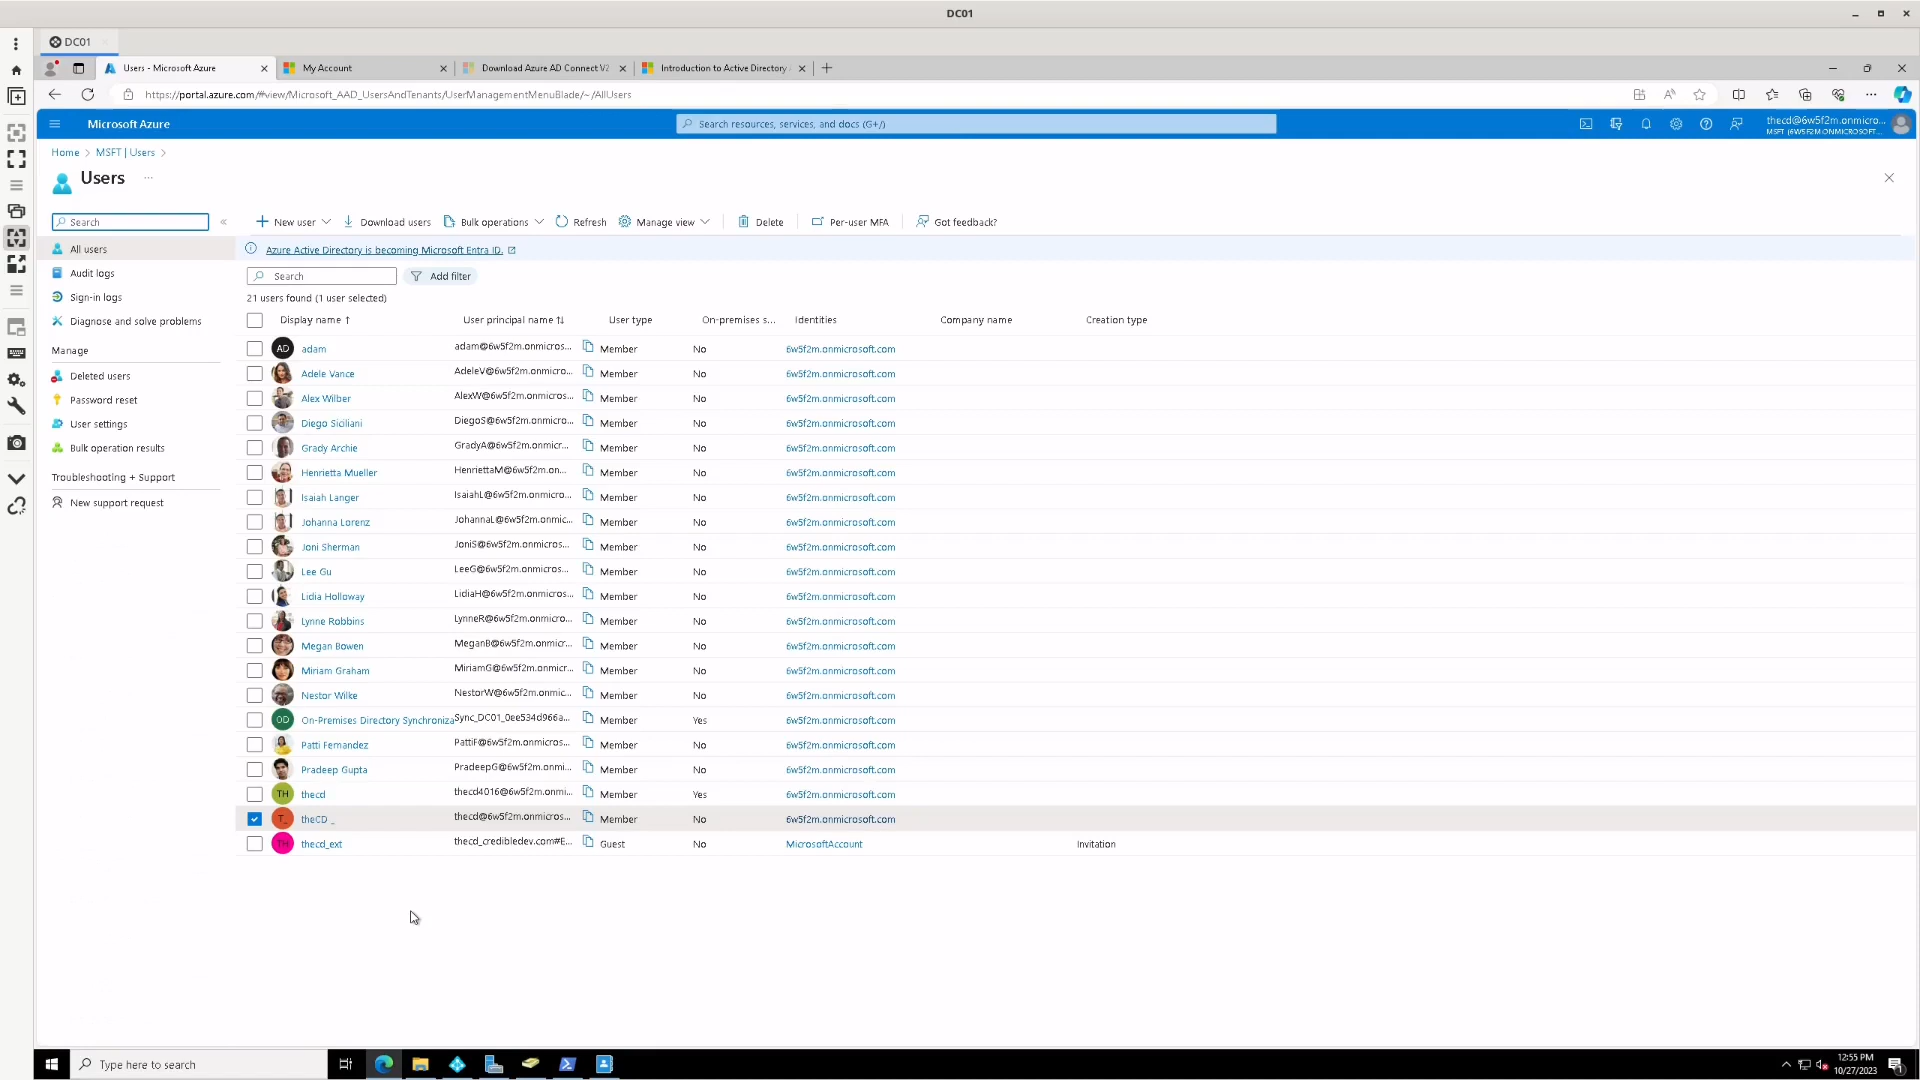 DC01
DC01
Users - Microsoft Azure
My Account
Download Azure AD Connect V2
Introduction to Active Directory
https://portal.azure.com/#view/Microsoft_AAD_UsersAndTenants/UserManagementMenuBlade/~/AllUsers
Microsoft Azure
Search resources, services, and docs (G+/)
thecd@6w5f2m.onmicro...
MSFT (6W5F2M.ONMICROSOFT....
Home > MSFT | Users >
Users ...
Search
New user
Download users
Bulk operations
Refresh
Manage view
Delete
Per-user MFA
Got feedback?
All users
Audit logs
Sign-in logs
Diagnose and solve problems
Manage
Deleted users
Password reset
User settings
Bulk operation results
Troubleshooting + Support
New support request
Azure Active Directory is becoming Microsoft Entra ID.
Search
Add filter
21 users found (1 user selected)
Display name ↑ User principal name ↑↓ User type On-premises s... Identities Company name Creation type
AD adam adam@6w5f2m.onmicros... Member No 6w5f2m.onmicrosoft.com
Adele Vance AdeleV@6w5f2m.onmicro... Member No 6w5f2m.onmicrosoft.com
Alex Wilber AlexW@6w5f2m.onmicros... Member No 6w5f2m.onmicrosoft.com
Diego Siciliani DiegoS@6w5f2m.onmicro... Member No 6w5f2m.onmicrosoft.com
Grady Archie GradyA@6w5f2m.onmicr... Member No 6w5f2m.onmicrosoft.com
Henrietta Mueller HenriettaM@6w5f2m.on... Member No 6w5f2m.onmicrosoft.com
Isaiah Langer IsaiahL@6w5f2m.onmicro... Member No 6w5f2m.onmicrosoft.com
Johanna Lorenz JohannaL@6w5f2m.onmic... Member No 6w5f2m.onmicrosoft.com
Joni Sherman JoniS@6w5f2m.onmicros... Member No 6w5f2m.onmicrosoft.com
Lee Gu LeeG@6w5f2m.onmicros... Member No 6w5f2m.onmicrosoft.com
Lidia Holloway LidiaH@6w5f2m.onmicros... Member No 6w5f2m.onmicrosoft.com
Lynne Robbins LynneR@6w5f2m.onmicro... Member No 6w5f2m.onmicrosoft.com
Megan Bowen MeganB@6w5f2m.onmicr... Member No 6w5f2m.onmicrosoft.com
Miriam Graham MiriamG@6w5f2m.onmicr... Member No 6w5f2m.onmicrosoft.com
Nestor Wilke NestorW@6w5f2m.onmic... Member No 6w5f2m.onmicrosoft.com
OD On-Premises Directory Synchroniza Sync_DC01_0ee534d966a... Member Yes 6w5f2m.onmicrosoft.com
Patti Fernandez PattiF@6w5f2m.onmicros... Member No 6w5f2m.onmicrosoft.com
Pradeep Gupta PradeepG@6w5f2m.onmi... Member No 6w5f2m.onmicrosoft.com
TH thecd thecd4016@6w5f2m.onmi... Member Yes 6w5f2m.onmicrosoft.com
T_ theCD _ thecd@6w5f2m.onmicros... Member No 6w5f2m.onmicrosoft.com
TH thecd_ext thecd_credibledev.com#E... Guest No MicrosoftAccount Invitation
Type here to search
12:55 PM
10/27/2023
1